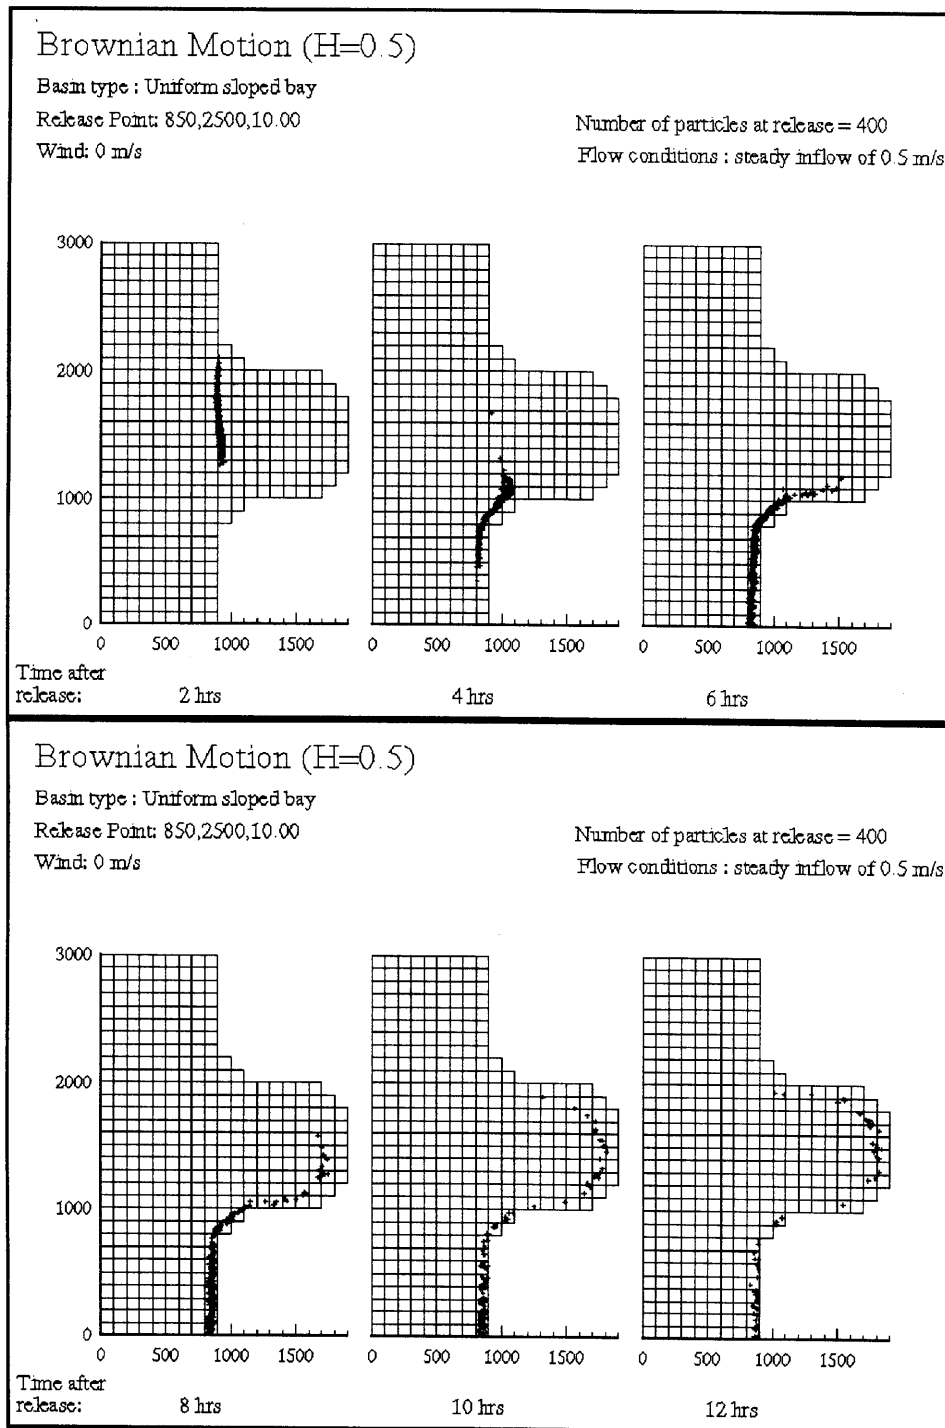 Brownian Motion (H=0.5)
Basin type : Uniform sloped bay
Release Point: 850,2500,10.00
Wind: 0 m/s
Number of particles at release = 400
Flow conditions : steady inflow of 0.5 m/s
3000
2000
1000
0
0 500 1000 1500
0 500 1000 1500
0 500 1000 1500
Time after
release:
2 hrs
4 hrs
6 hrs
Brownian Motion (H=0.5)
Basin type : Uniform sloped bay
Release Point: 850,2500,10.00
Wind: 0 m/s
Number of particles at release = 400
Flow conditions : steady inflow of 0.5 m/s
3000
2000
1000
0
0 500 1000 1500
0 500 1000 1500
0 500 1000 1500
Time after
release:
8 hrs
10 hrs
12 hrs